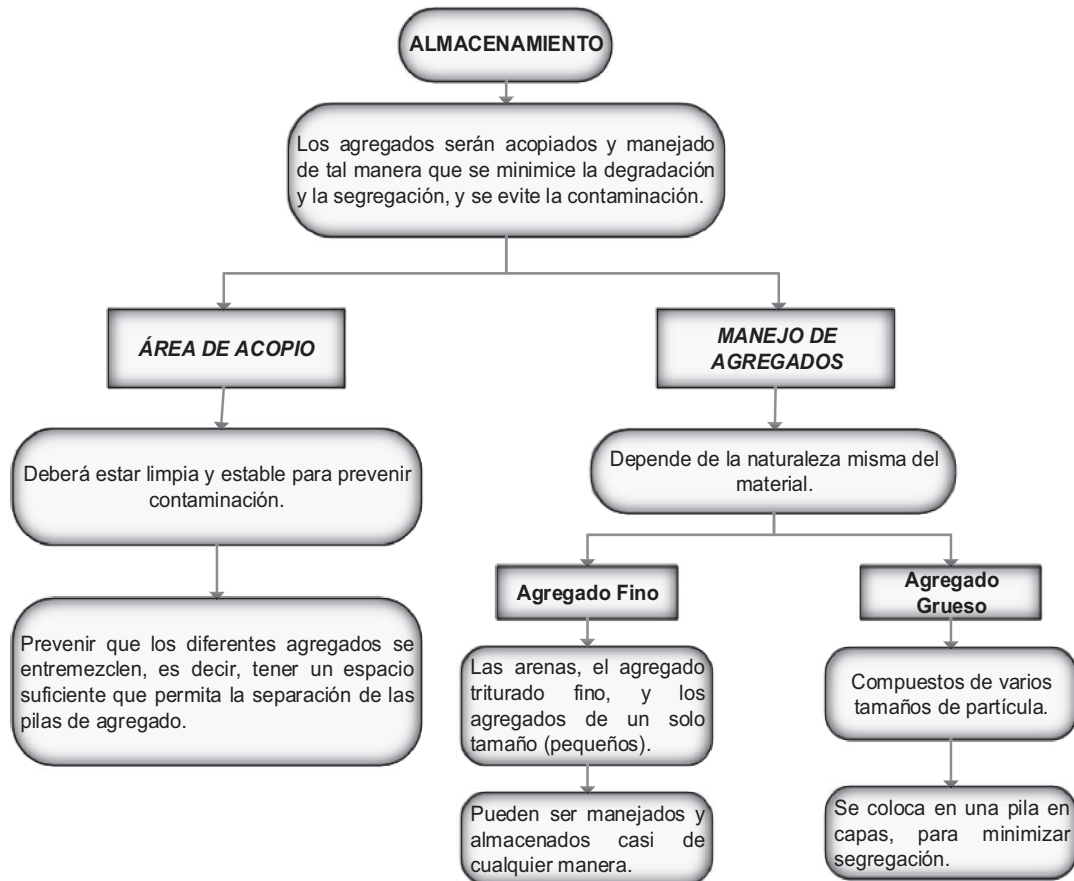 ALMACENAMIENTO
Los agregados serán acopiados y manejado
de tal manera que se minimice la degradación
y la segregación, y se evite la contaminación.
ÁREA DE ACOPIO
MANEJO DE
AGREGADOS
Deberá estar limpia y estable para prevenir
contaminación.
Depende de la naturaleza misma del
material.
Prevenir que los diferentes agregados se
entremezclen, es decir, tener un espacio
suficiente que permita la separación de las
pilas de agregado.
Agregado Fino
Agregado
Grueso
Las arenas, el agregado
triturado fino, y los
agregados de un solo
tamaño (pequeños).
Compuestos de varios
tamaños de partícula.
Pueden ser manejados y
almacenados casi de
cualquier manera.
Se coloca en una pila en
capas, para minimizar
segregación.